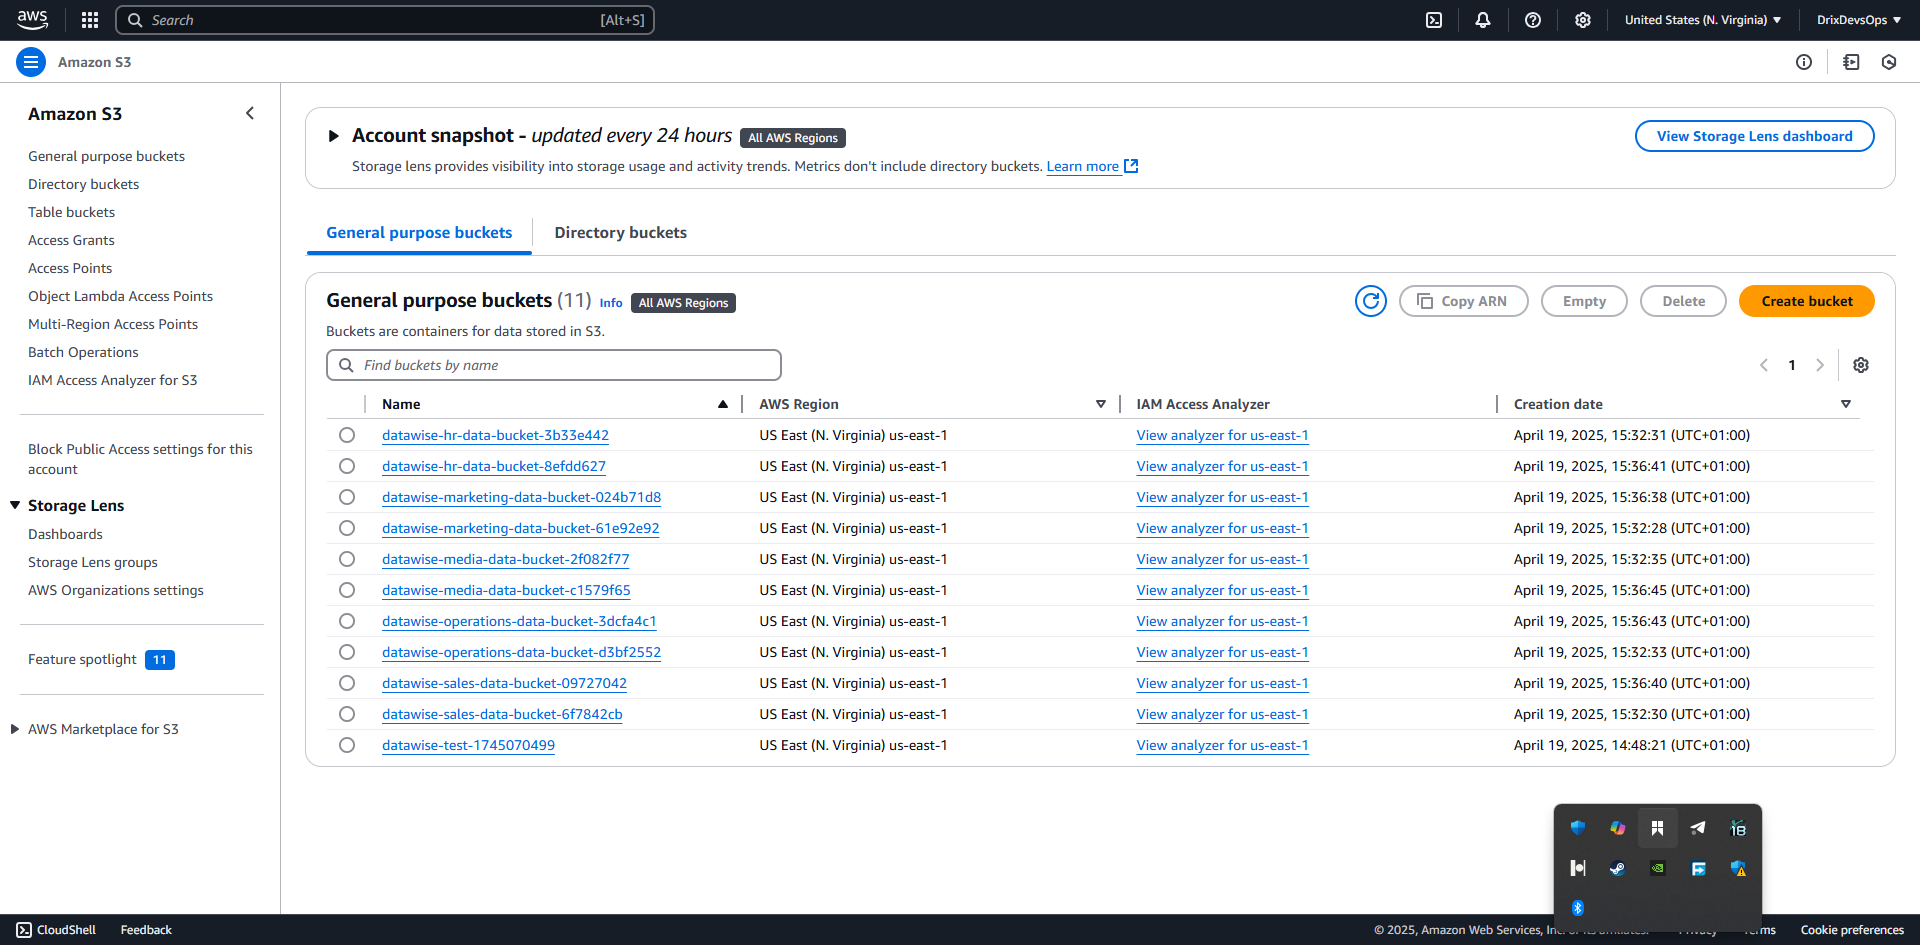 aws
Search [Alt+S]
United States (N. Virginia)
DrixDevsOps
Amazon S3
Amazon S3
General purpose buckets
Directory buckets
Table buckets
Access Grants
Access Points
Object Lambda Access Points
Multi-Region Access Points
Batch Operations
IAM Access Analyzer for S3
Block Public Access settings for this
account
Storage Lens
Dashboards
Storage Lens groups
AWS Organizations settings
Feature spotlight 11
AWS Marketplace for S3
Account snapshot - updated every 24 hours All AWS Regions
View Storage Lens dashboard
Storage lens provides visibility into storage usage and activity trends. Metrics don't include directory buckets. Learn more
General purpose buckets Directory buckets
General purpose buckets (11) Info All AWS Regions
Copy ARN Empty Delete Create bucket
Buckets are containers for data stored in S3.
Find buckets by name
1
Name AWS Region IAM Access Analyzer Creation date
datawise-hr-data-bucket-3b33e442 US East (N. Virginia) us-east-1 View analyzer for us-east-1 April 19, 2025, 15:32:31 (UTC+01:00)
datawise-hr-data-bucket-8efdd627 US East (N. Virginia) us-east-1 View analyzer for us-east-1 April 19, 2025, 15:36:41 (UTC+01:00)
datawise-marketing-data-bucket-024b71d8 US East (N. Virginia) us-east-1 View analyzer for us-east-1 April 19, 2025, 15:36:38 (UTC+01:00)
datawise-marketing-data-bucket-61e92e92 US East (N. Virginia) us-east-1 View analyzer for us-east-1 April 19, 2025, 15:32:28 (UTC+01:00)
datawise-media-data-bucket-2f082f77 US East (N. Virginia) us-east-1 View analyzer for us-east-1 April 19, 2025, 15:32:35 (UTC+01:00)
datawise-media-data-bucket-c1579f65 US East (N. Virginia) us-east-1 View analyzer for us-east-1 April 19, 2025, 15:36:45 (UTC+01:00)
datawise-operations-data-bucket-3dcfa4c1 US East (N. Virginia) us-east-1 View analyzer for us-east-1 April 19, 2025, 15:36:43 (UTC+01:00)
datawise-operations-data-bucket-d3bf2552 US East (N. Virginia) us-east-1 View analyzer for us-east-1 April 19, 2025, 15:32:33 (UTC+01:00)
datawise-sales-data-bucket-09727042 US East (N. Virginia) us-east-1 View analyzer for us-east-1 April 19, 2025, 15:36:40 (UTC+01:00)
datawise-sales-data-bucket-6f7842cb US East (N. Virginia) us-east-1 View analyzer for us-east-1 April 19, 2025, 15:32:30 (UTC+01:00)
datawise-test-1745070499 US East (N. Virginia) us-east-1 View analyzer for us-east-1 April 19, 2025, 14:48:21 (UTC+01:00)
18
CloudShell Feedback
© 2025, Amazon Web Services, Cookie preferences